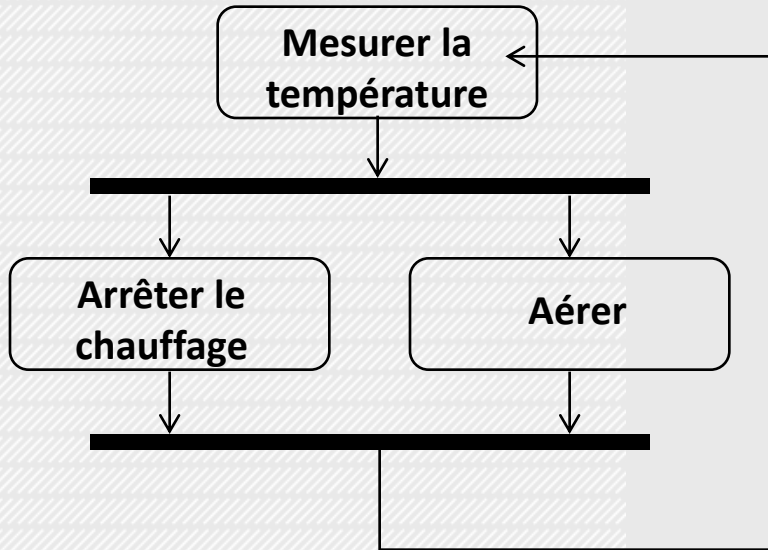 Mesurer la
température
Arrêter le
chauffage
Aérer